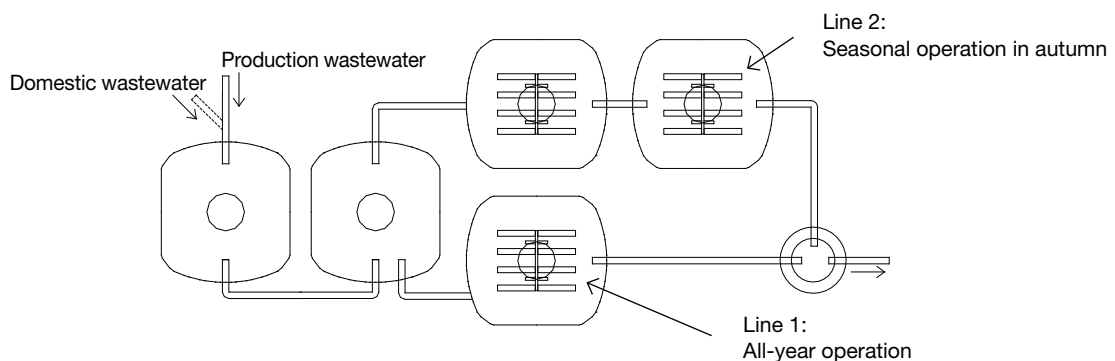 Line 2:
Seasonal operation in autumn
Production wastewater
Domestic wastewater
Line 1:
All-year operation